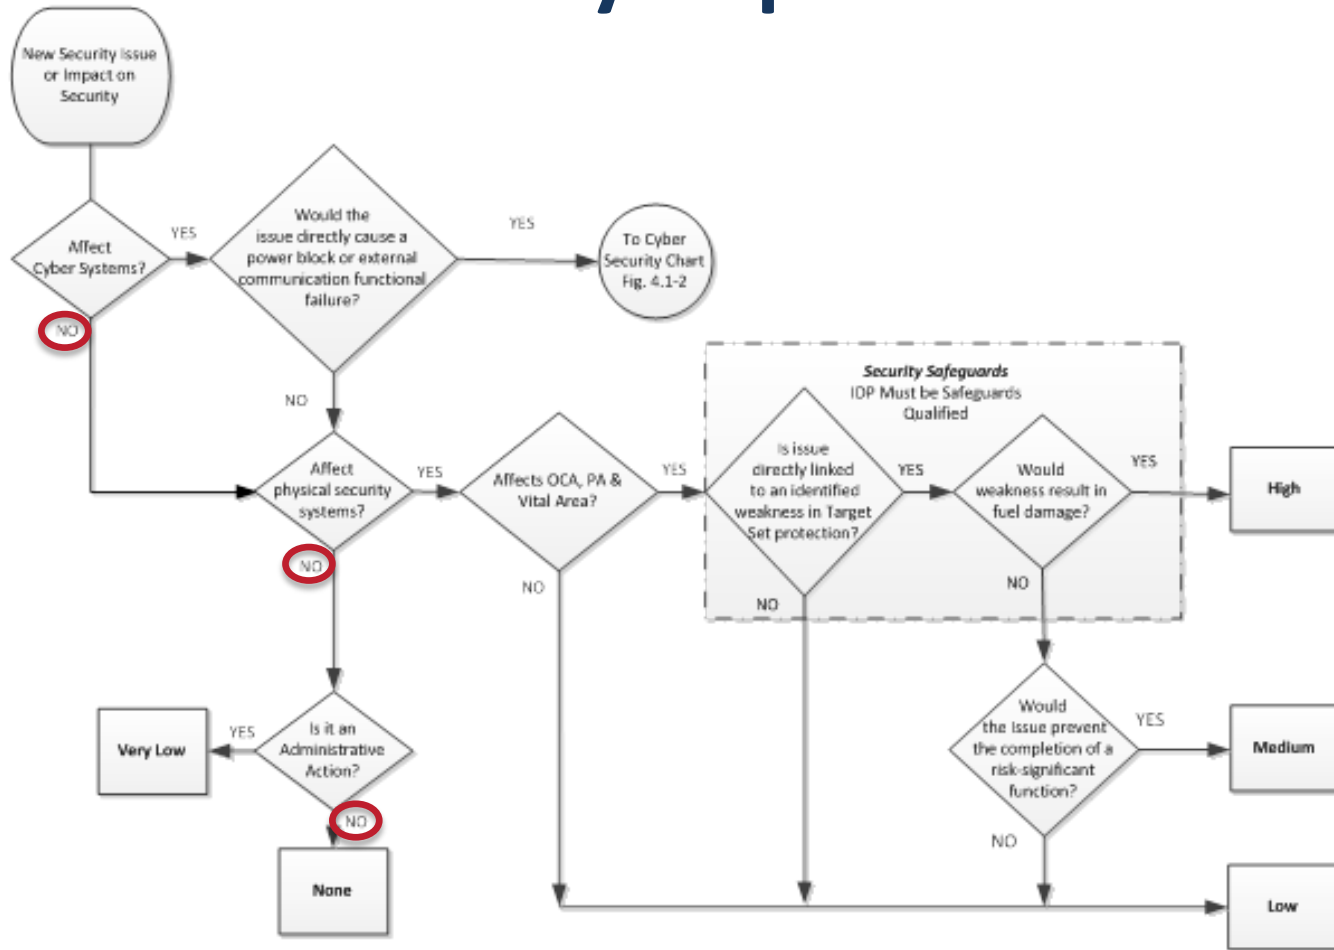 New Security Issue
or Impact on
Security
Affect
Cyber Systems?
YES
NO
Would the
issue directly cause a
power block or external
communication functional
failure?
YES
To Cyber
Security Chart
Fig. 4.1-2
NO
Affect
physical security
systems?
YES
NO
Affects OCA, PA &
Vital Area?
YES
NO
Security Safeguards
IDP Must be Safeguards
Qualified
Is issue
directly linked
to an identified
weakness in Target
Set protection?
YES
NO
Would
weakness result in
fuel damage?
YES
NO
High
Is it an
Administrative
Action?
YES
Very Low
NO
None
Would
the Issue prevent
the completion of a
risk-significant
function?
YES
Medium
NO
Low